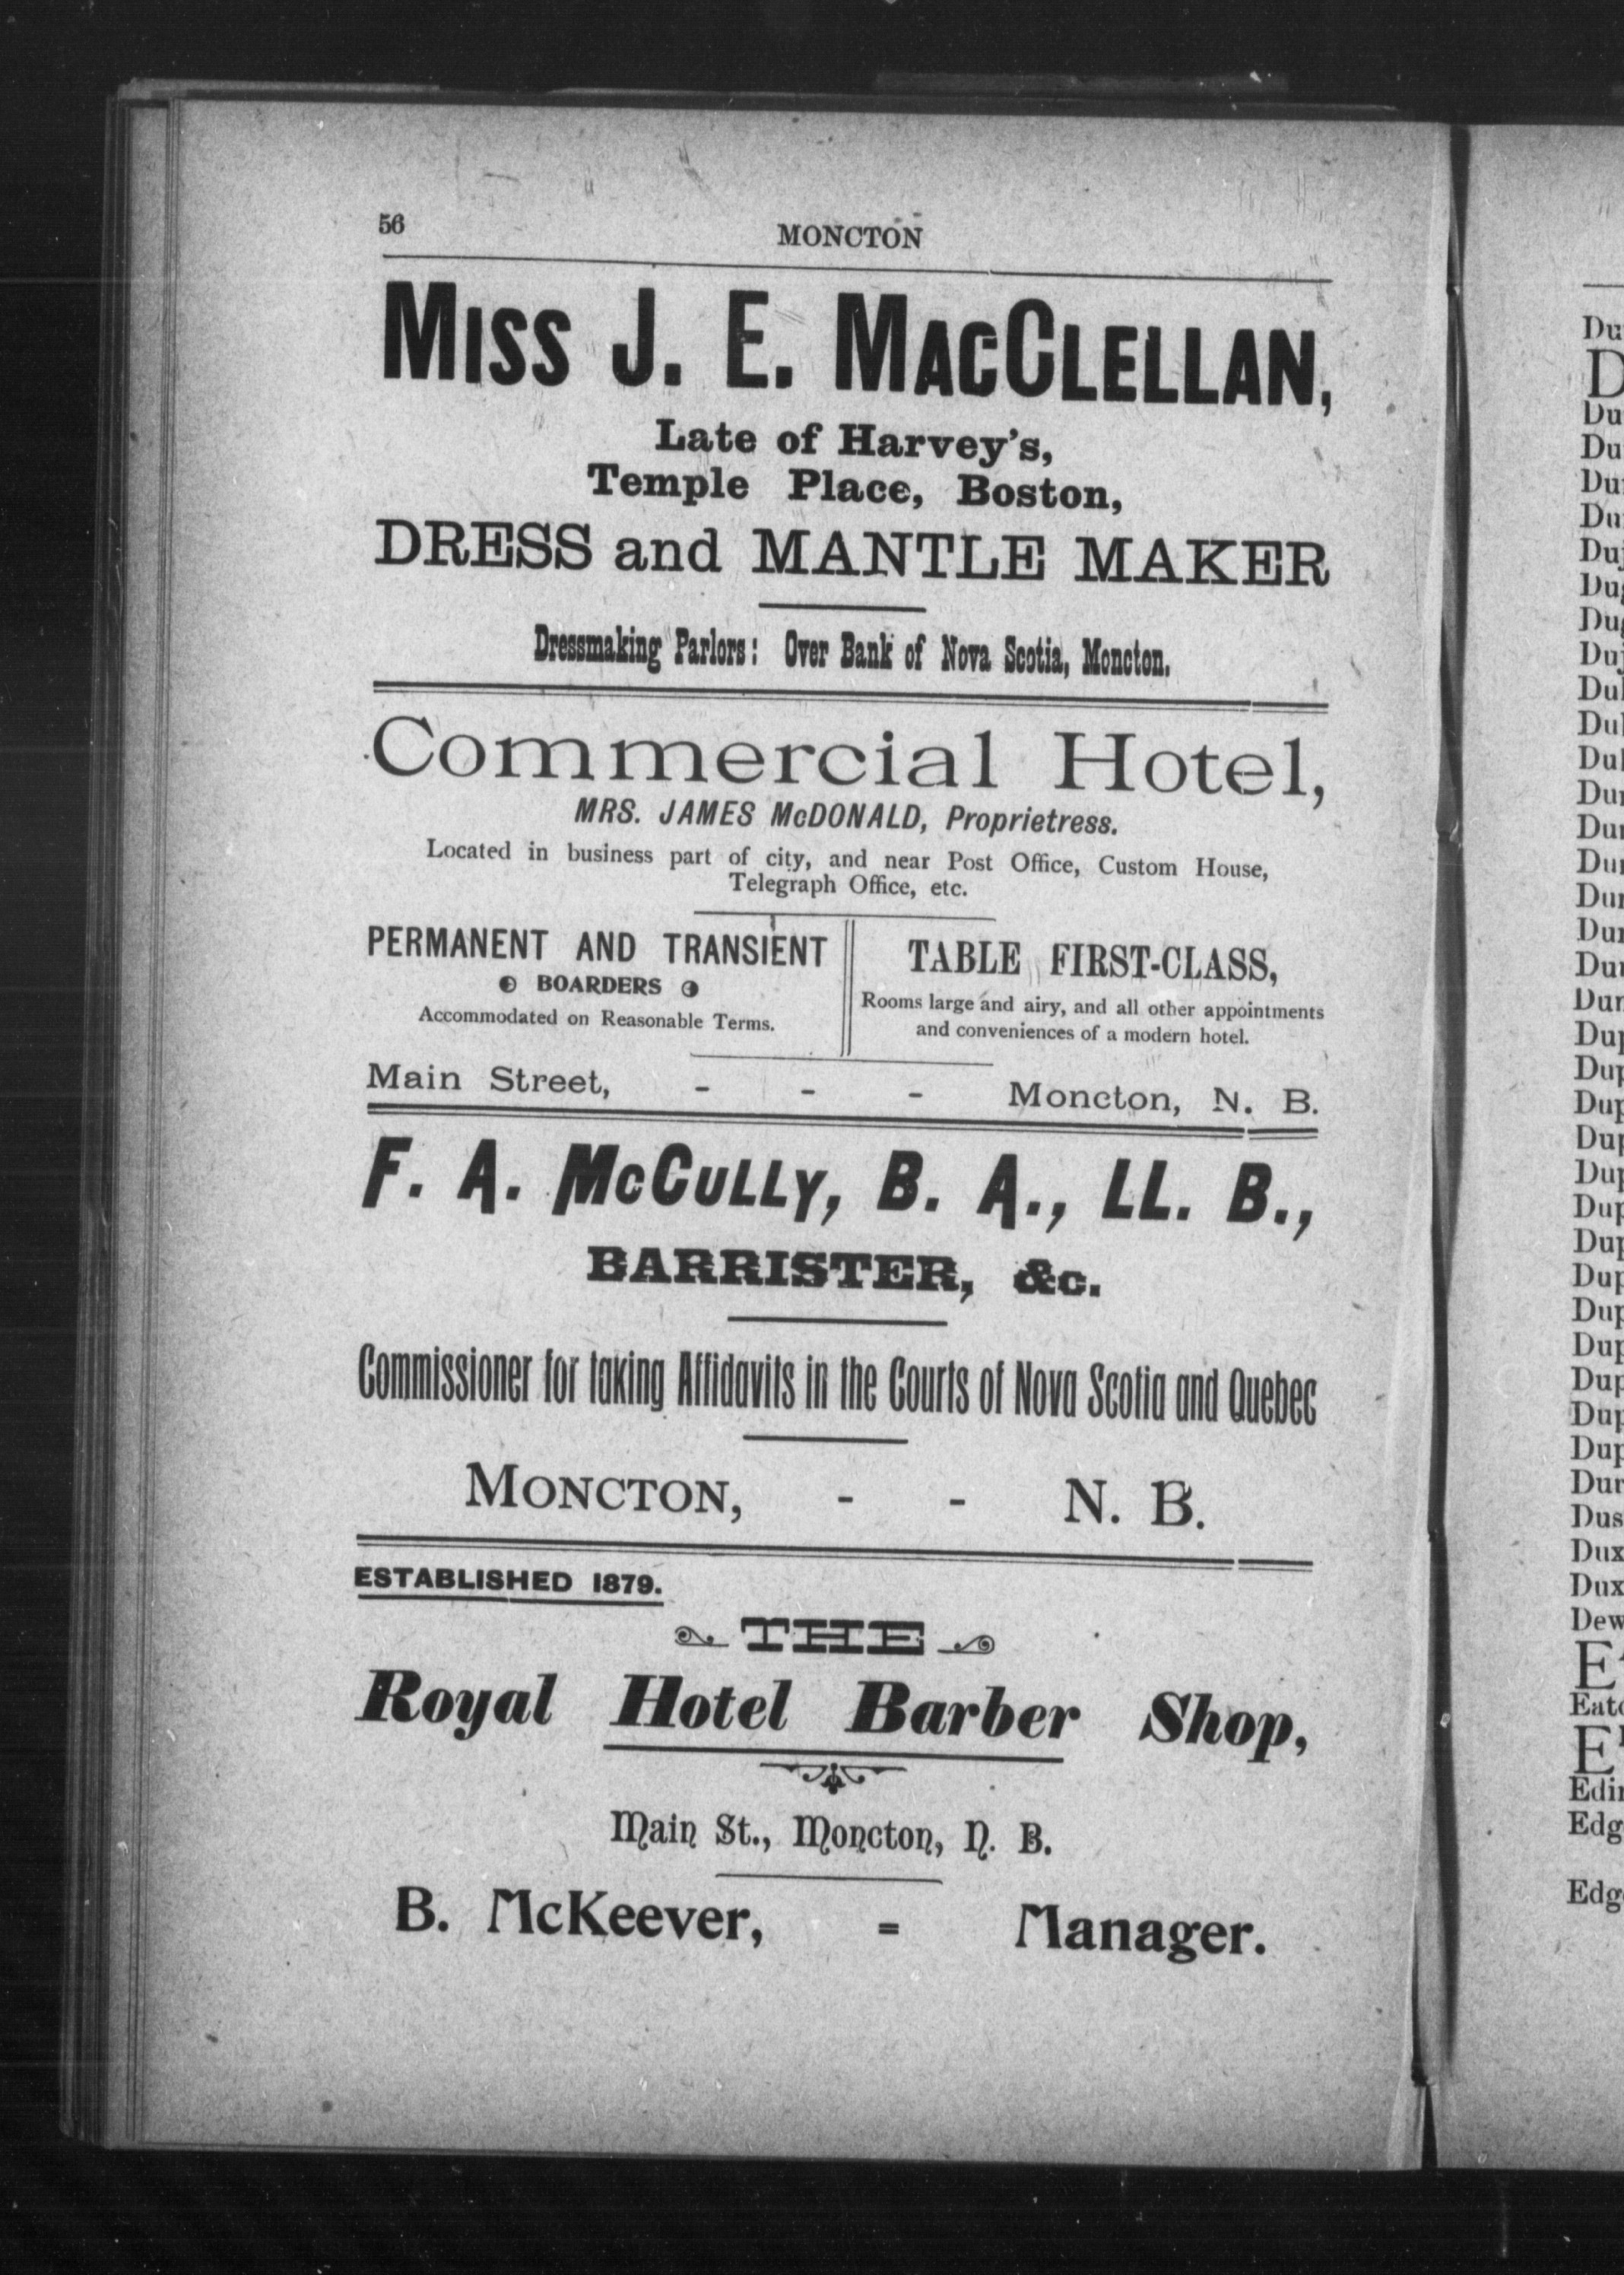 56
MONCTON
MISS J. E. MACCLELLAN,
Late of Harvey's,
Temple Place, Boston,
DRESS and MANTLE MAKER
Dressmaking Parlors: Over Bank of Nova Scotia, Moncton.
Commercial Hotel,
MRS. JAMES McDONALD, Proprietress.
Located in business part of city, and near Post Office, Custom House,
Telegraph Office, etc.
PERMANENT AND TRANSIENT
BOARDERS
Accommodated on Reasonable Terms.
TABLE FIRST-CLASS,
Rooms large and airy, and all other appointments
and conveniences of a modern hotel.
Main Street, - - - Moncton, N. B.
F. A. McCULLY, B. A., LL. B.,
BARRISTER, &c.
Commissioner for taking Affidavits in the Courts of Nova Scotia and Quebec
MONCTON, - - N. B.
ESTABLISHED 1879.
THE
Royal Hotel Barber Shop,
Main St., Moncton, N. B.
B. McKeever, = Manager.